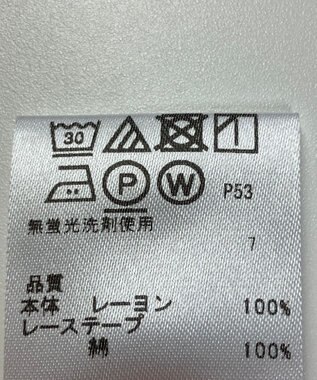 30
P W P53
無蛍光洗剤使用
7
品質
本体 レーヨン 100%
レーステープ
綿 100%